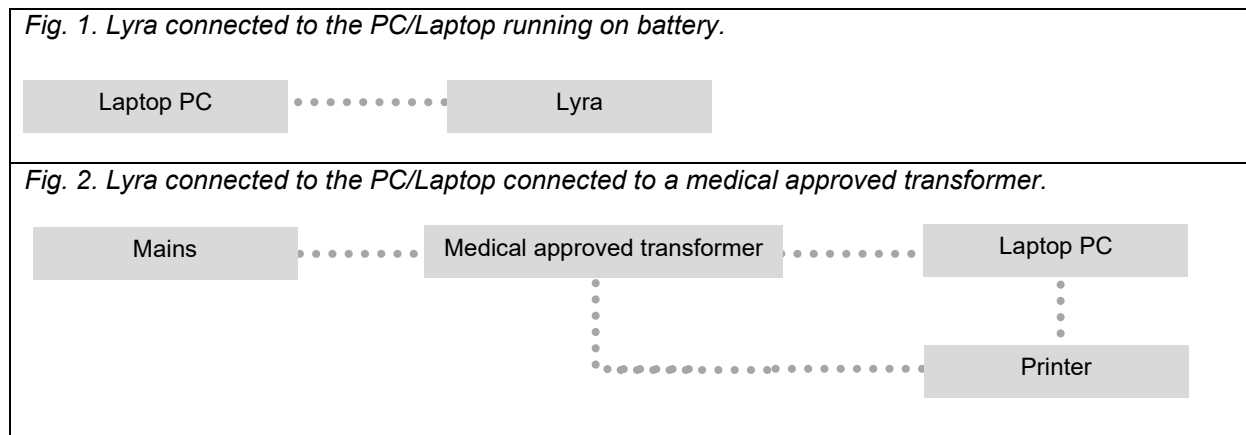 Fig. 1. Lyra connected to the PC/Laptop running on battery.
Laptop PC
Lyra
Fig. 2. Lyra connected to the PC/Laptop connected to a medical approved transformer.
Mains
Medical approved transformer
Laptop PC
Printer